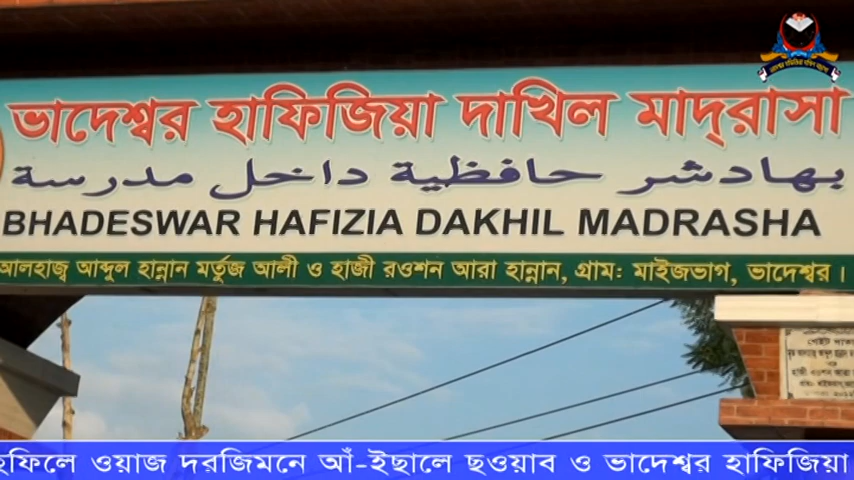 ভাদেশ্বর হাফিজিয়া দাখিল মাদ্‌রাসা
بهادشر حافظية داخل مدرسة
BHADESWAR HAFIZIA DAKHIL MADRASHA
আলহাজ্ব আব্দুল হান্নান মর্তুজ আলী ও হাজী রওশন আরা হান্নান, গ্রাম: মাইজভাগ, ভাদেশ্বর।
হফিলে ওয়াজ দরজিমনে আঁ-ইছালে ছওয়াব ও ভাদেশ্বর হাফিজিয়া